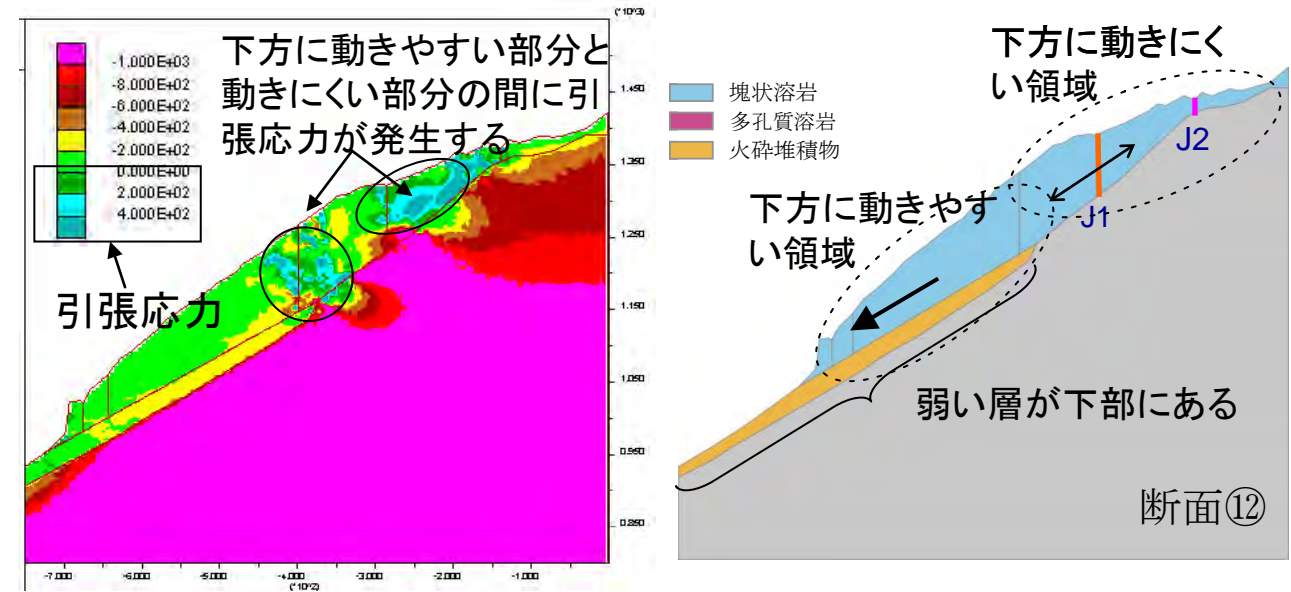 (*10^3)
下方に動きやすい部分と
動きにくい部分の間に引
張応力が発生する
-1.000E+03
-8.000E+02
-6.000E+02
-4.000E+02
-2.000E+02
0.000E+00
2.000E+02
4.000E+02
引張応力
1.450
1.350
1.250
1.150
1.050
0.950
0.850
-7.000
-6.000
-5.000
-4.000
-3.000
-2.000
-1.000
(*10^2)
下方に動きにく
い領域
塊状溶岩
多孔質溶岩
火砕堆積物
J2
J1
下方に動きやす
い領域
弱い層が下部にある
断面⑫